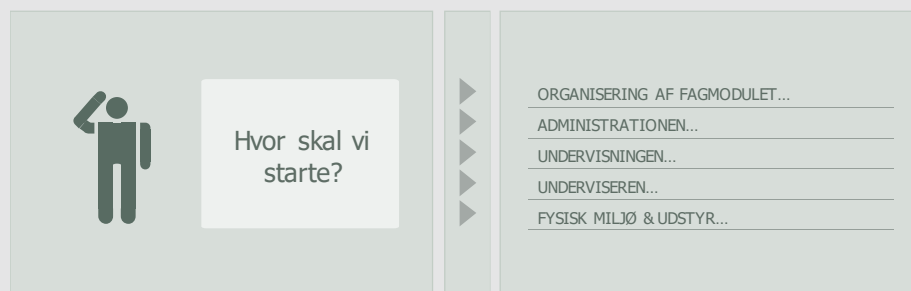 Hvor skal vi
starte?
ORGANISERING AF FAGMODULET...
ADMINISTRATIONEN...
UNDERVISNINGEN...
UNDERVISEREN...
FYSISK MILJØ & UDSTYR...